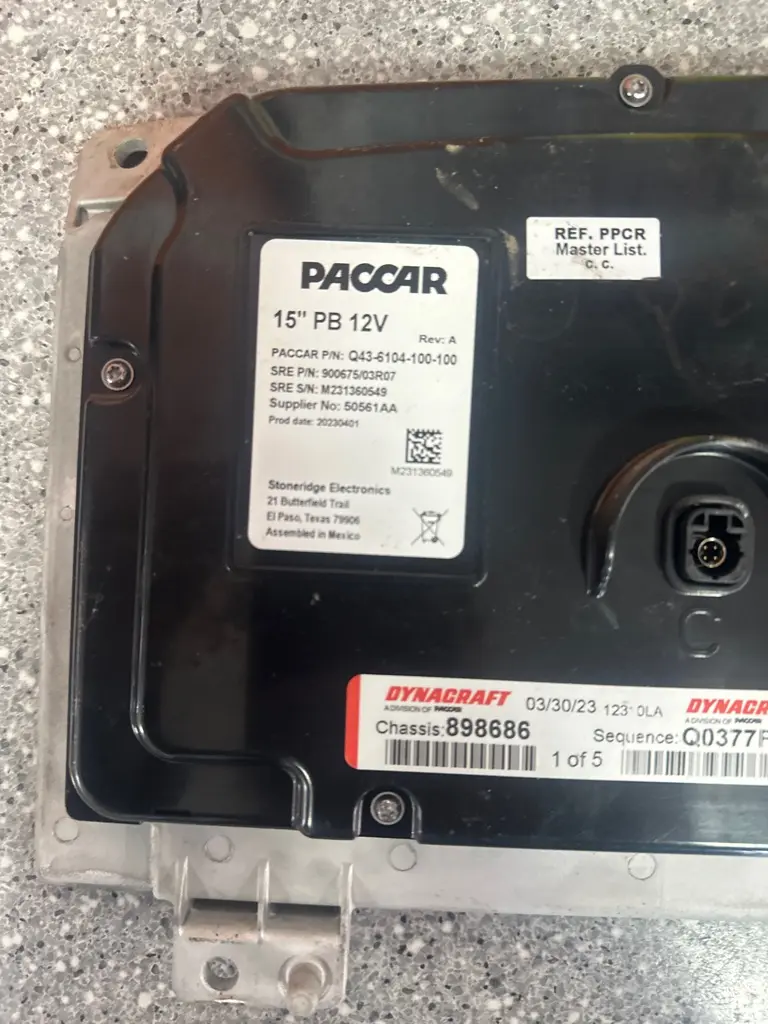 PACCAR
15" PB 12V
Rev: A
PACCAR P/N: Q43-6104-100-100
SRE P/N: 900675/03R07
SRE S/N: M231360549
Supplier No: 50561AA
Prod date: 20230401
M231360549
Stoneridge Electronics
21 Butterfield Trail
El Paso, Texas 79906
Assembled in Mexico
REF. PPCR
Master List.
c. c.
C
DYNACRAFT 03/30/23 DYNACR
A DIVISION OF PACCAR A DIVISION OF PACCAR
Chassis:898686 Sequence:Q0377
1 of 5